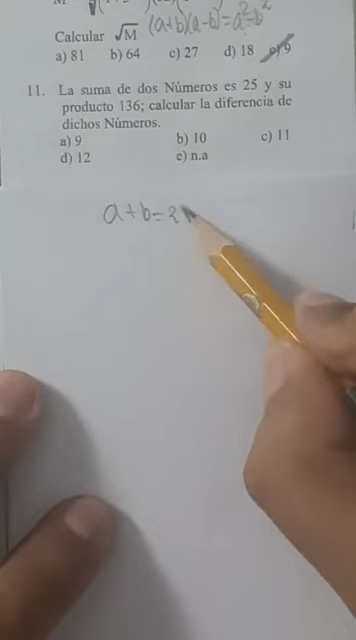 Calcular √M (a+b)(a-b)=a²-b²
a) 81 b) 64 c) 27 d) 18 e) 9
11. La suma de dos Números es 25 y su
producto 136; calcular la diferencia de
dichos Números.
a) 9 b) 10 c) 11
d) 12 e) n.a
a+b=2